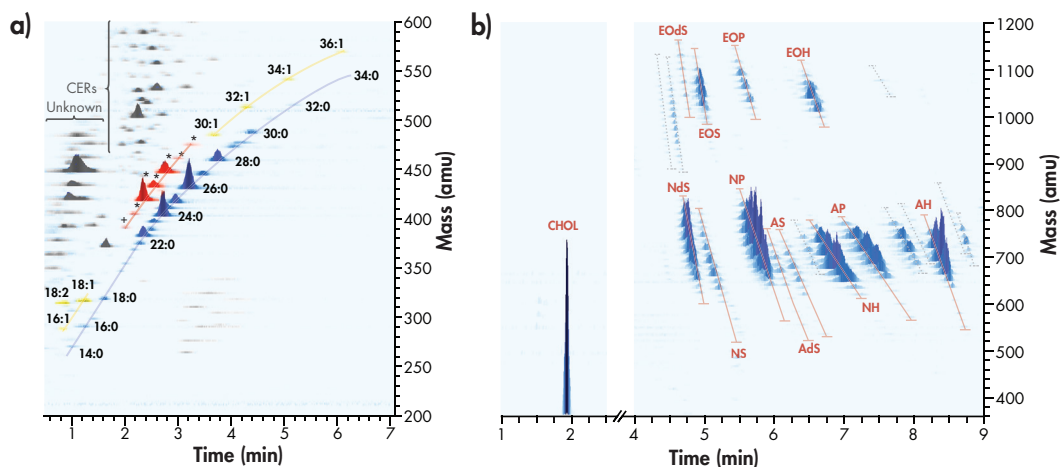 a)
CERs
Unknown
36:1
34:1
34:0
32:1
32:0
30:1
30:0
28:0
26:0
24:0
22:0
18:2
18:1
18:0
16:1
16:0
14:0
+
*
*
*
*
*
*
*
600
550
500
450
400
350
300
250
200
Mass (amu)
1 2 3 4 5 6 7
Time (min)
b)
EOdS
EOP
EOH
EOS
NdS
NP
AS
AP
AH
CHOL
NH
NS
AdS
1200
1100
1000
900
800
700
600
500
400
Mass (amu)
1 2 4 5 6 7 8 9
Time (min)